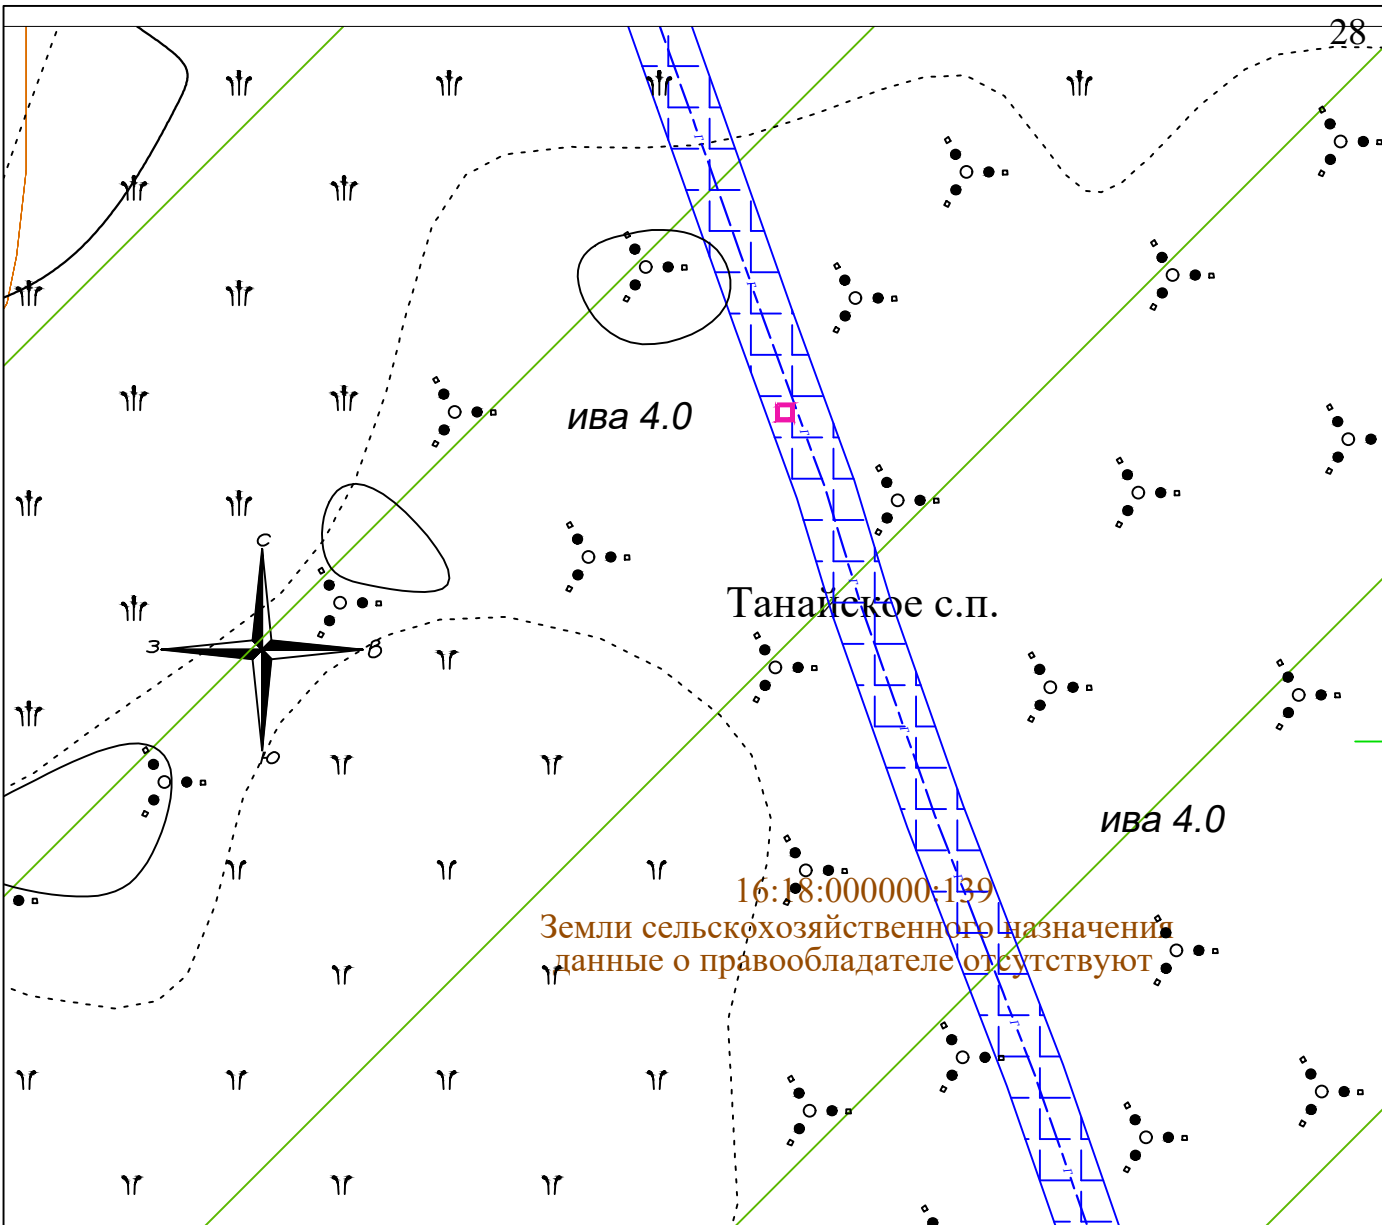 28
ива 4.0
С
Танайское с.п.
З
В
Ю
ива 4.0
16:18:000000:139
Земли сельскохозяйственного назначения
данные о правообладателе отсутствуют